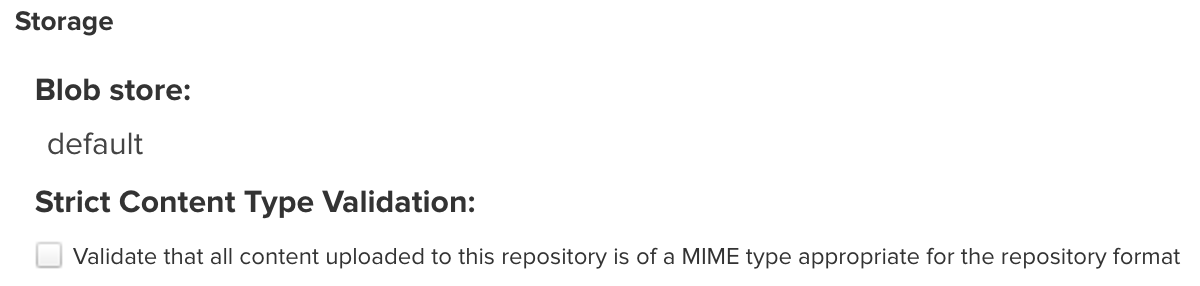 Storage
Blob store:
default
Strict Content Type Validation:
Validate that all content uploaded to this repository is of a MIME type appropriate for the repository format